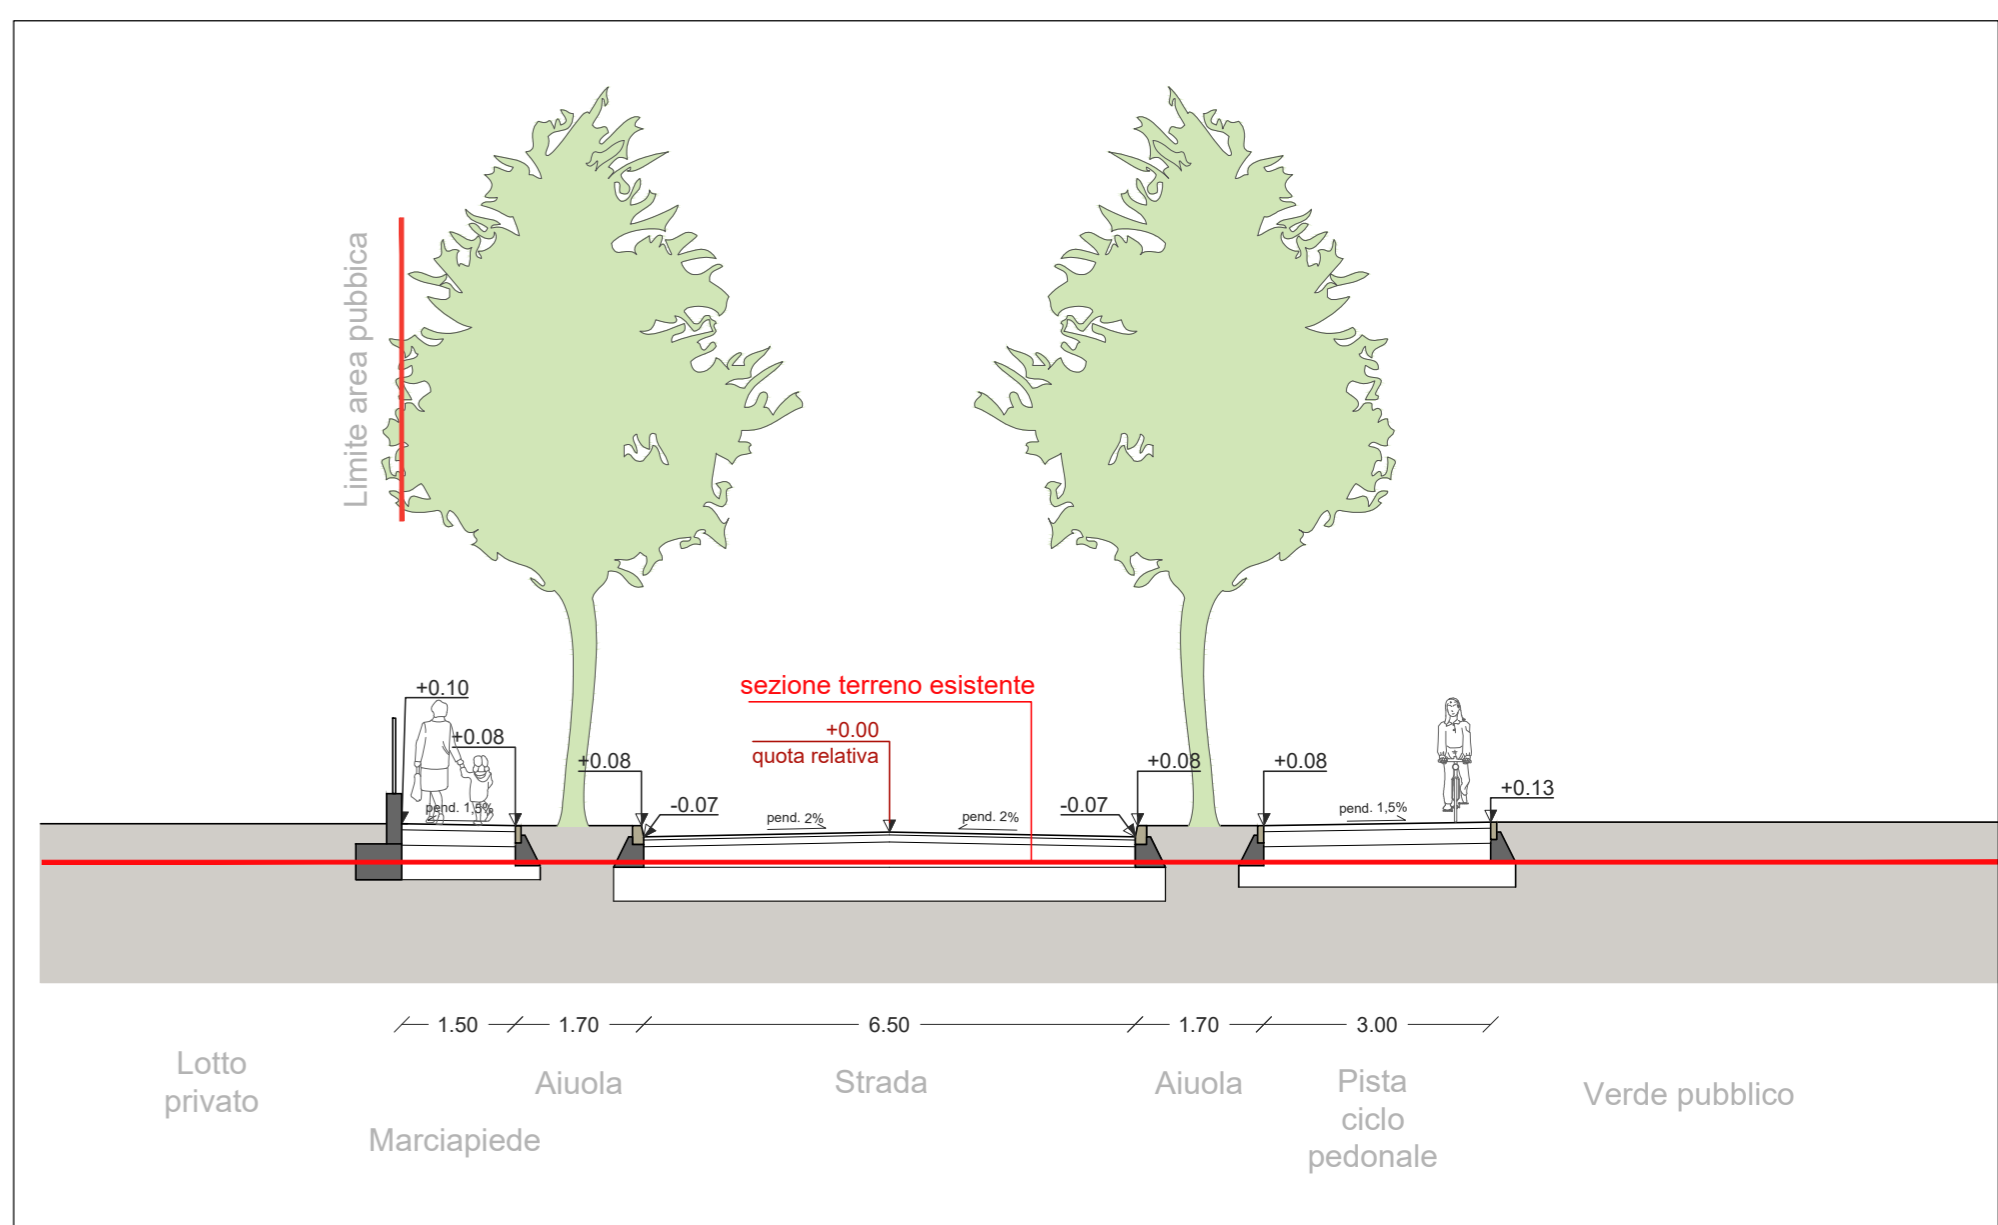 Limite area pubbica
sezione terreno esistente
+0.10
+0.00
quota relativa
+0.08
+0.08
+0.08
+0.08
+0.13
-0.07
-0.07
pend. 1,5%
pend. 2%
pend. 2%
pend. 1,5%
1.50
1.70
6.50
1.70
3.00
Lotto
privato
Marciapiede
Aiuola
Strada
Aiuola
Pista
ciclo
pedonale
Verde pubblico